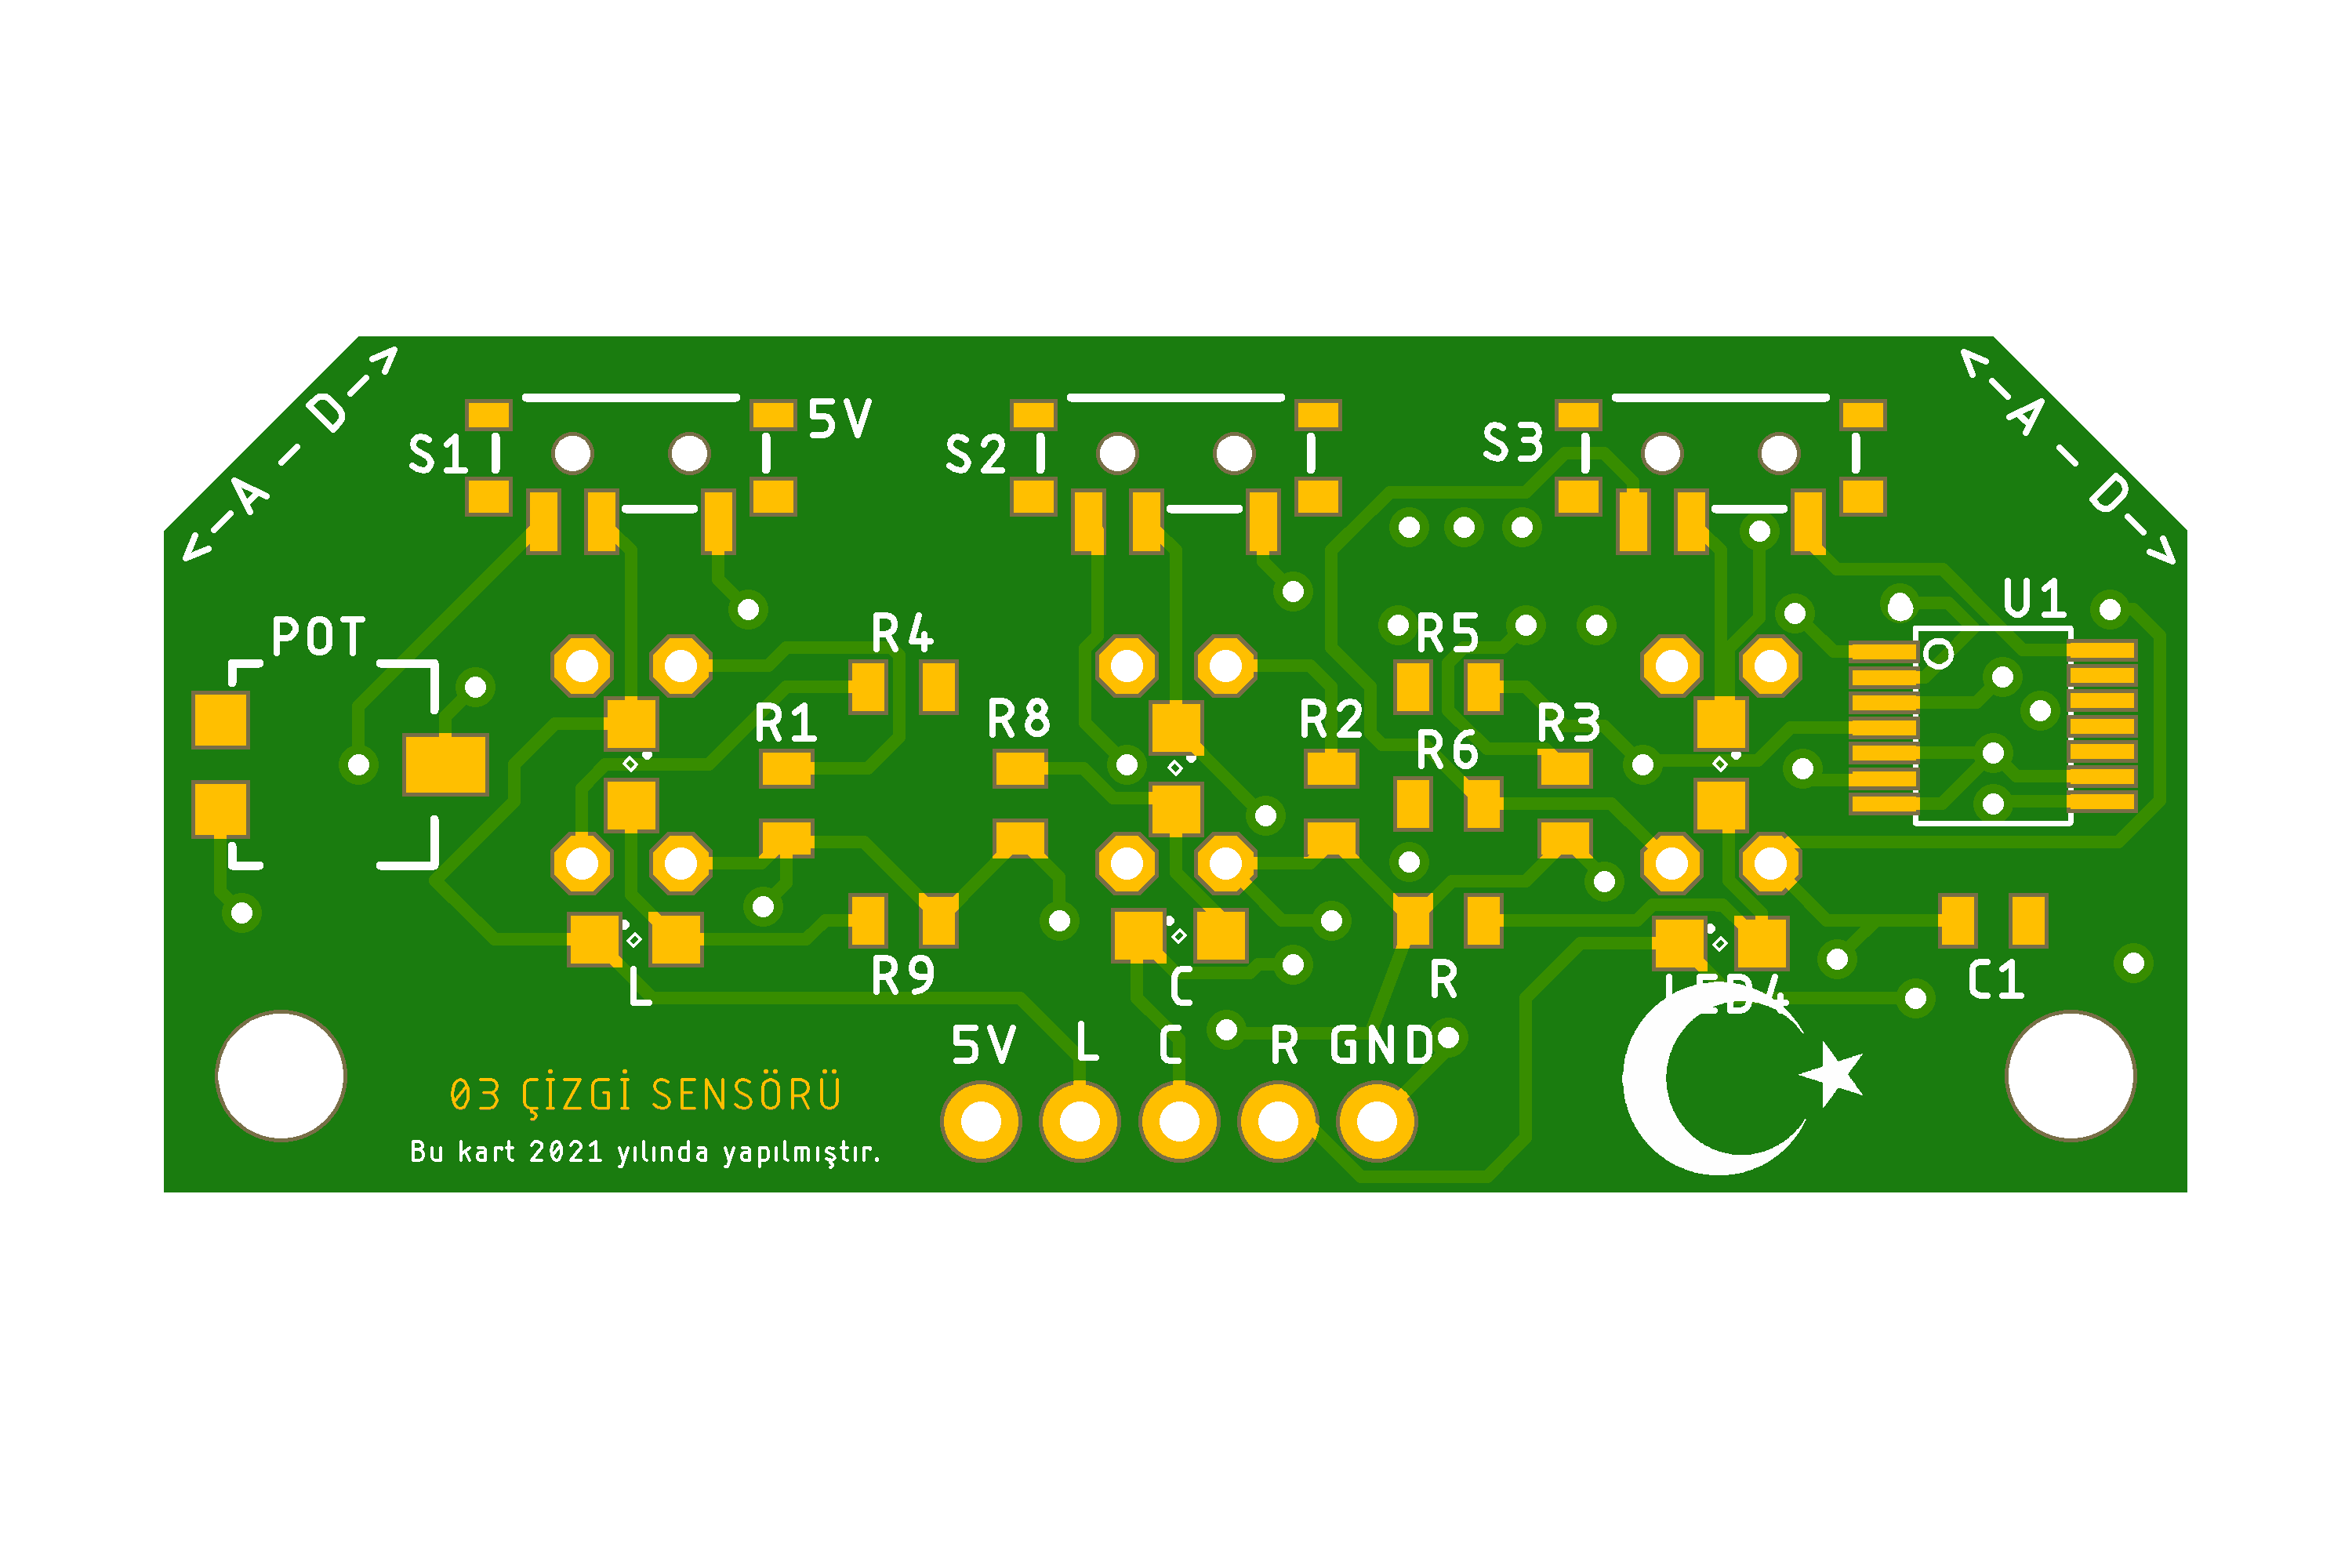 <--A-D-->
<--A-D-->
5V
S1
S2
S3
U1
POT
R4
R5
R1
R8
R2
R3
R6
R9
L
C
R
LED4
C1
5V L C R GND
03 ÇİZGİ SENSÖRÜ
Bu kart 2021 yılında yapılmıştır.